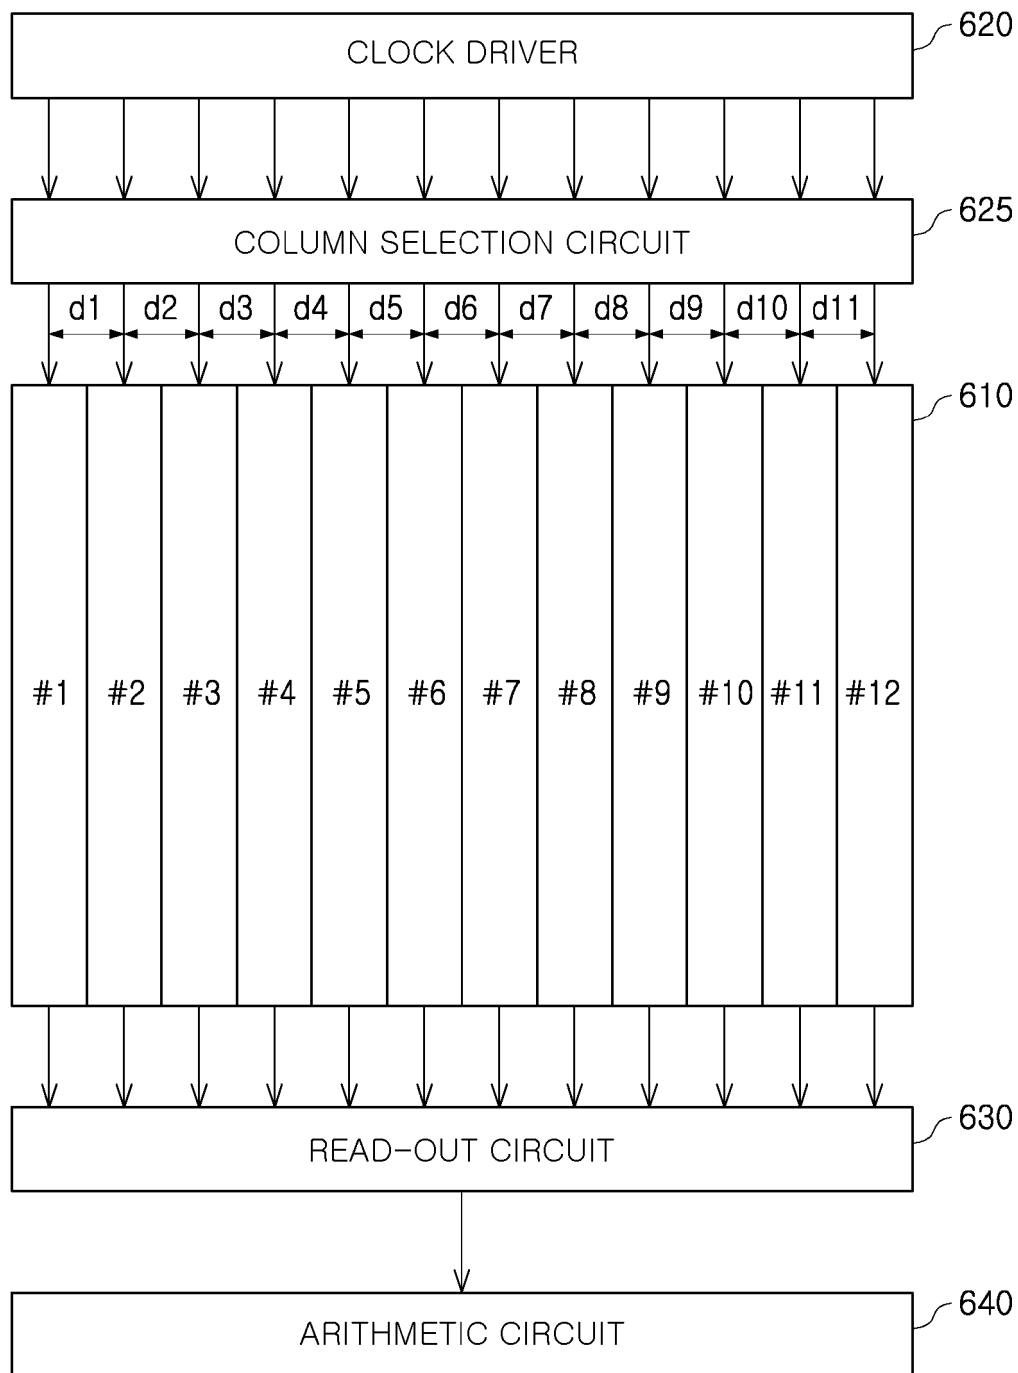 CLOCK DRIVER 620
COLUMN SELECTION CIRCUIT 625
d1 d2 d3 d4 d5 d6 d7 d8 d9 d10 d11
610
#1 #2 #3 #4 #5 #6 #7 #8 #9 #10 #11 #12
READ-OUT CIRCUIT 630
ARITHMETIC CIRCUIT 640